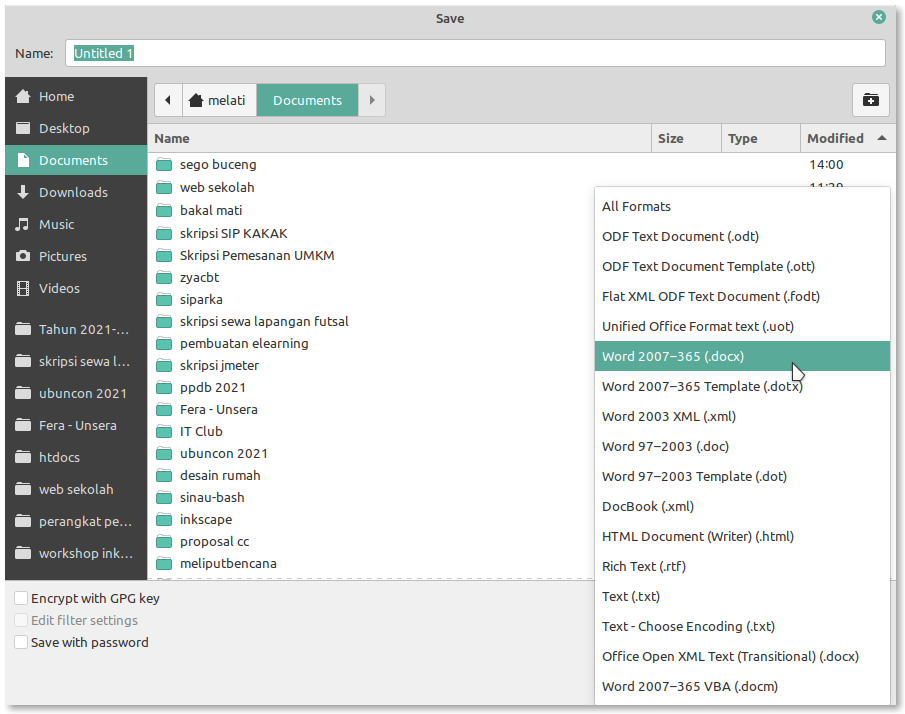 Save
Name: Untitled 1
Home
Desktop
Documents
Downloads
Music
Pictures
Videos
Tahun 2021-...
skripsi sewa l...
ubuncon 2021
Fera - Unsera
htdocs
web sekolah
perangkat pe...
workshop ink...
melati Documents
Name Size Type Modified
sego buceng 14:00
web sekolah
bakal mati
skripsi SIP KAKAK
Skripsi Pemesanan UMKM
zyacbt
siparka
skripsi sewa lapangan futsal
pembuatan elearning
skripsi jmeter
ppdb 2021
Fera - Unsera
IT Club
ubuncon 2021
desain rumah
sinau-bash
inkscape
proposal cc
meliputbencana
All Formats
ODF Text Document (.odt)
ODF Text Document Template (.ott)
Flat XML ODF Text Document (.fodt)
Unified Office Format text (.uot)
Word 2007–365 (.docx)
Word 2007–365 Template (.dotx)
Word 2003 XML (.xml)
Word 97–2003 (.doc)
Word 97–2003 Template (.dot)
DocBook (.xml)
HTML Document (Writer) (.html)
Rich Text (.rtf)
Text (.txt)
Text - Choose Encoding (.txt)
Office Open XML Text (Transitional) (.docx)
Word 2007–365 VBA (.docm)
Encrypt with GPG key
Edit filter settings
Save with password